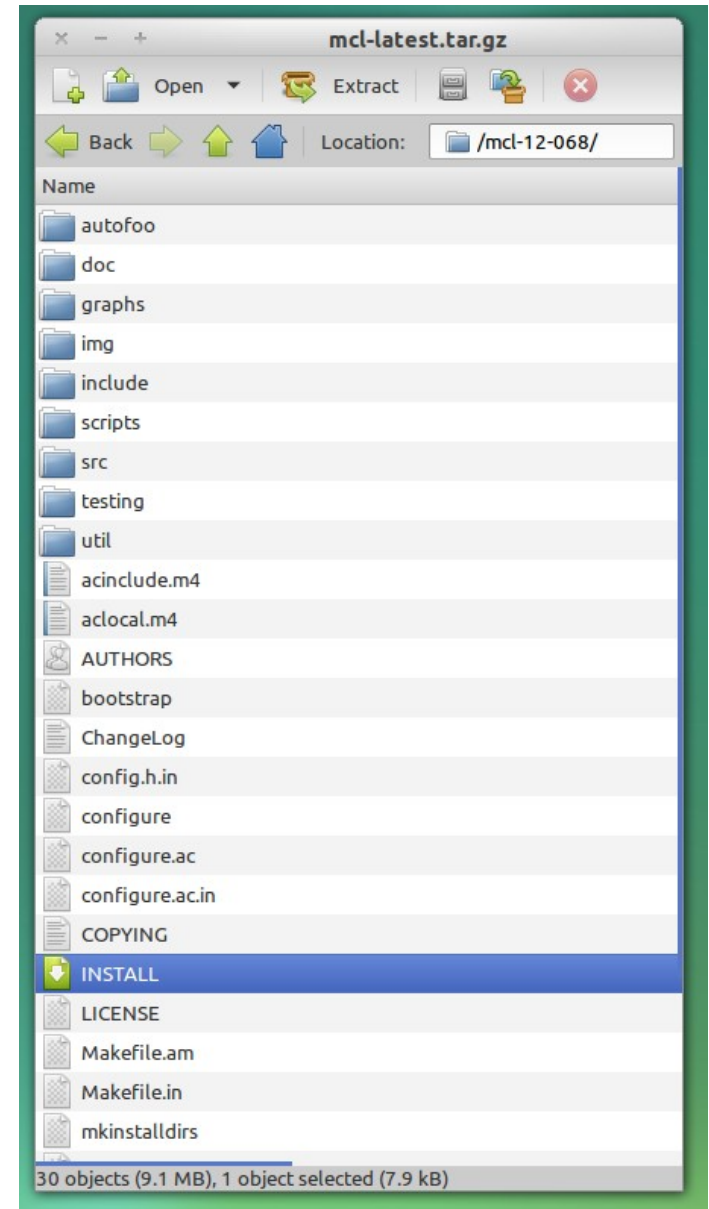 mcl-latest.tar.gz
Open Extract
Back Location: /mcl-12-068/
Name
autofoo
doc
graphs
img
include
scripts
src
testing
util
acinclude.m4
aclocal.m4
AUTHORS
bootstrap
ChangeLog
config.h.in
configure
configure.ac
configure.ac.in
COPYING
INSTALL
LICENSE
Makefile.am
Makefile.in
mkinstalldirs
30 objects (9.1 MB), 1 object selected (7.9 kB)